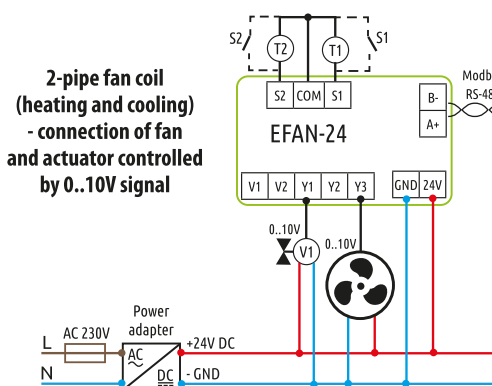 S2
T2
T1
S1
2-pipe fan coil
(heating and cooling)
- connection of fan
and actuator controlled
by 0..10V signal
S2 COM S1
Modb
RS-48
B-
A+
EFAN-24
V1 V2 Y1 Y2 Y3
GND 24V
0..10V
0..10V
V1
Power
adapter
L
AC 230V
+24V DC
AC
N
DC
- GND